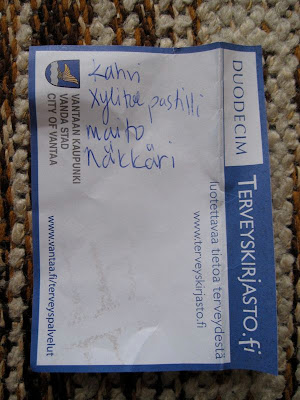 kahvi
xylitol pastilli
maito
näkkäri
VANTAAN KAUPUNKI
VANDA STAD
CITY OF VANTAA
www.vantaa.fi/terveyspalvelut
DUODECIM
TERVEYSKIRJASTO.fi
luotettavaa tietoa terveydestä
www.terveyskirjasto.fi